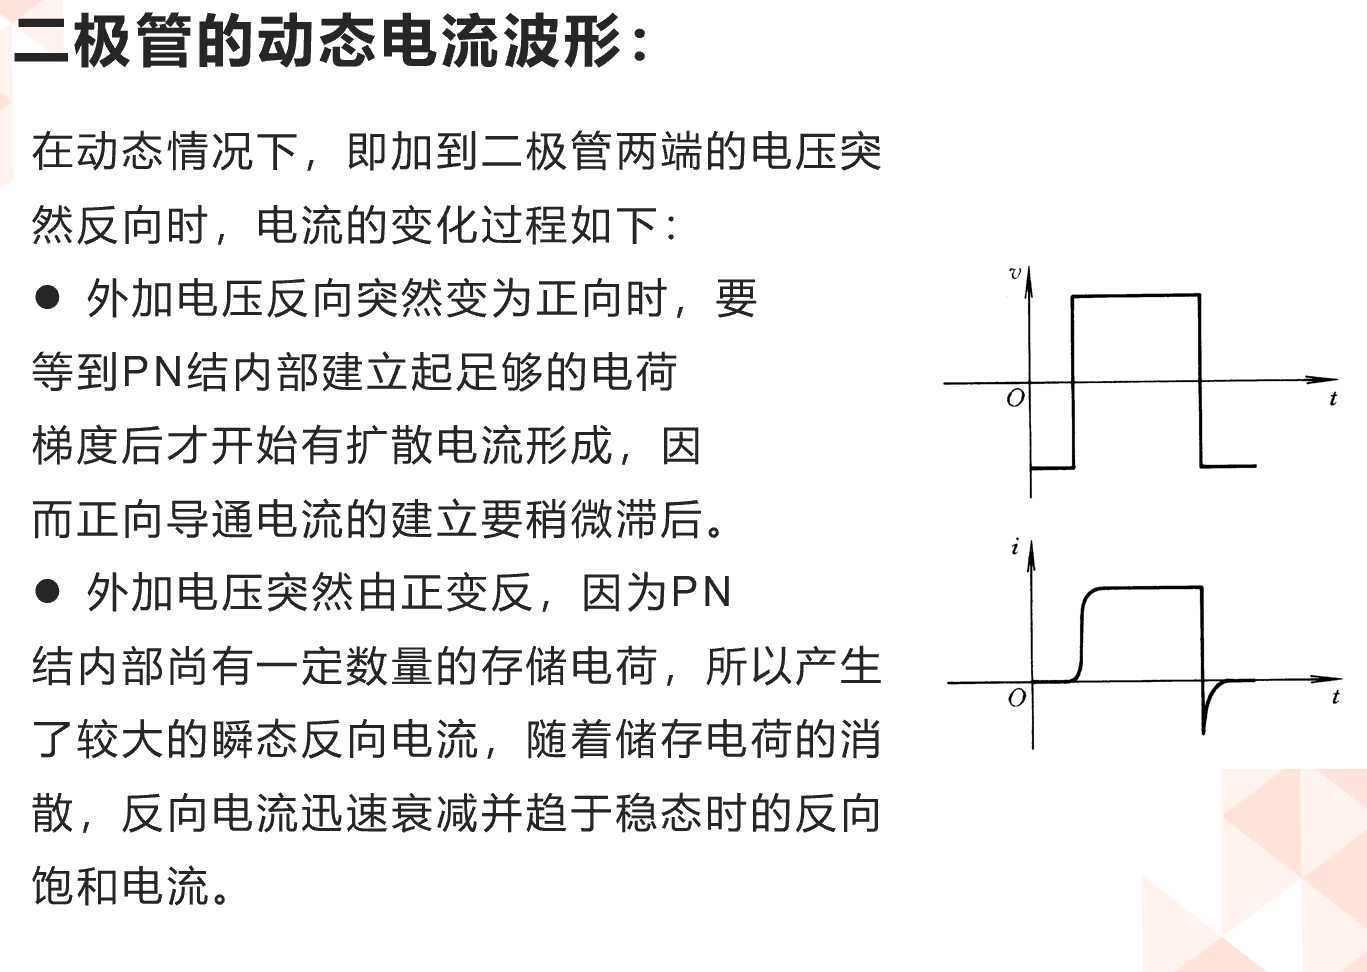 二极管的动态电流波形：
在动态情况下，即加到二极管两端的电压突
然反向时，电流的变化过程如下：
● 外加电压反向突然变为正向时，要
等到PN结内部建立起足够的电荷
梯度后才开始有扩散电流形成，因
而正向导通电流的建立要稍微滞后。
● 外加电压突然由正变反，因为PN
结内部尚有一定数量的存储电荷，所以产生
了较大的瞬态反向电流，随着储存电荷的消
散，反向电流迅速衰减并趋于稳态时的反向
饱和电流。
v
O
t
i
O
t